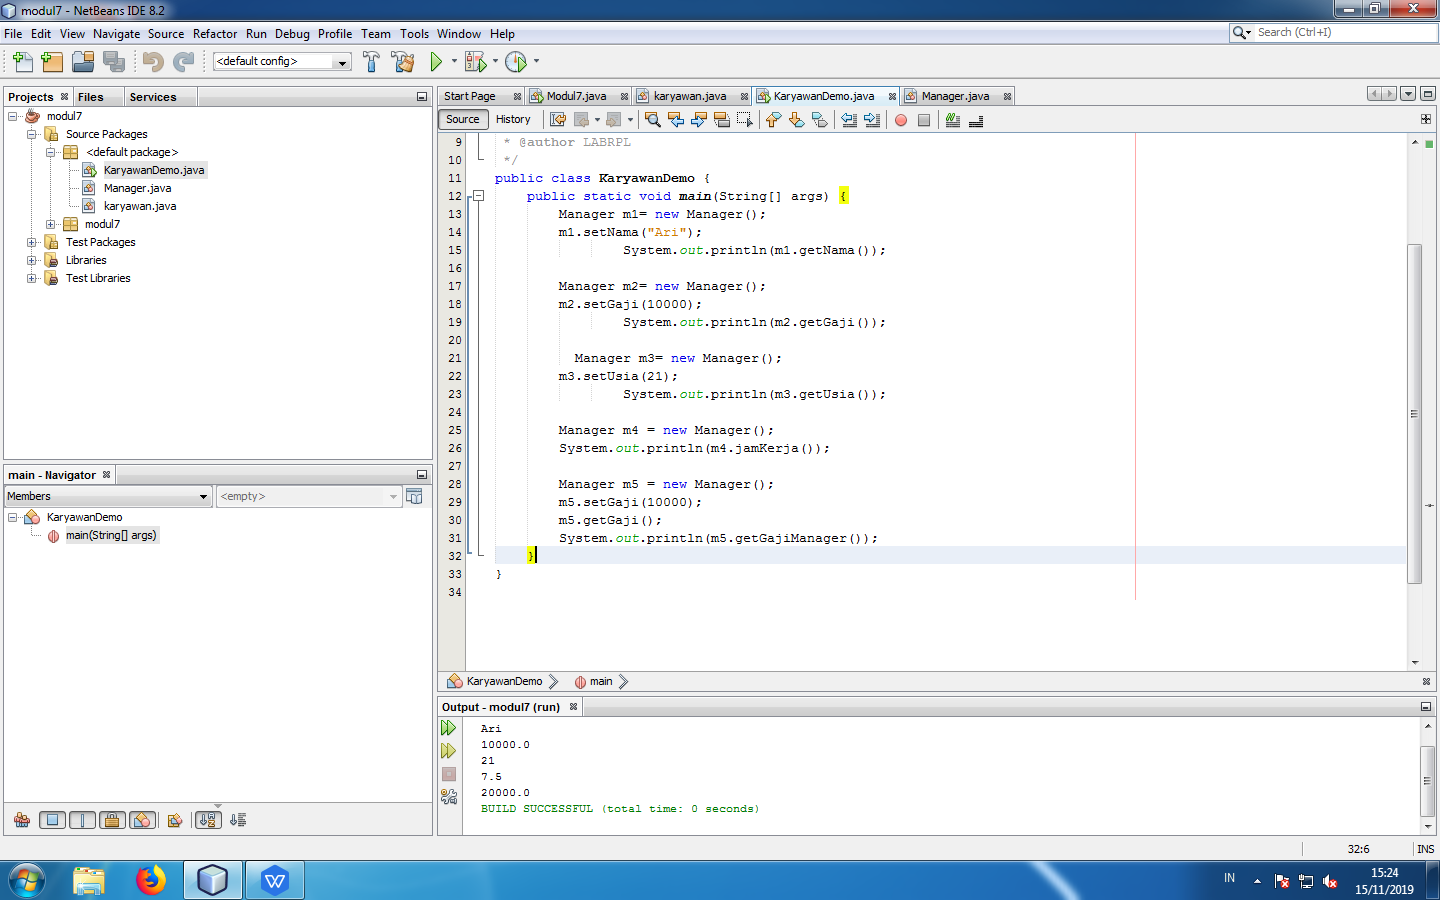 modul7 - NetBeans IDE 8.2
File Edit View Navigate Source Refactor Run Debug Profile Team Tools Window Help
Search (Ctrl+I)
<default config>
Projects Files Services
modul7
Source Packages
<default package>
KaryawanDemo.java
Manager.java
karyawan.java
modul7
Test Packages
Libraries
Test Libraries
main - Navigator
Members <empty>
KaryawanDemo
main(String[] args)
Start Page Modul7.java karyawan.java KaryawanDemo.java Manager.java
Source History
9 * @author LABRPL
10 */
11 public class KaryawanDemo {
12 public static void main(String[] args) {
13 Manager m1= new Manager();
14 m1.setNama("Ari");
15 System.out.println(m1.getNama());
16
17 Manager m2= new Manager();
18 m2.setGaji(10000);
19 System.out.println(m2.getGaji());
20
21 Manager m3= new Manager();
22 m3.setUsia(21);
23 System.out.println(m3.getUsia());
24
25 Manager m4 = new Manager();
26 System.out.println(m4.jamKerja());
27
28 Manager m5 = new Manager();
29 m5.setGaji(10000);
30 m5.getGaji();
31 System.out.println(m5.getGajiManager());
32 }
33 }
34
KaryawanDemo main
Output - modul7 (run)
Ari
10000.0
21
7.5
20000.0
BUILD SUCCESSFUL (total time: 0 seconds)
32:6 INS
IN
15:24
15/11/2019